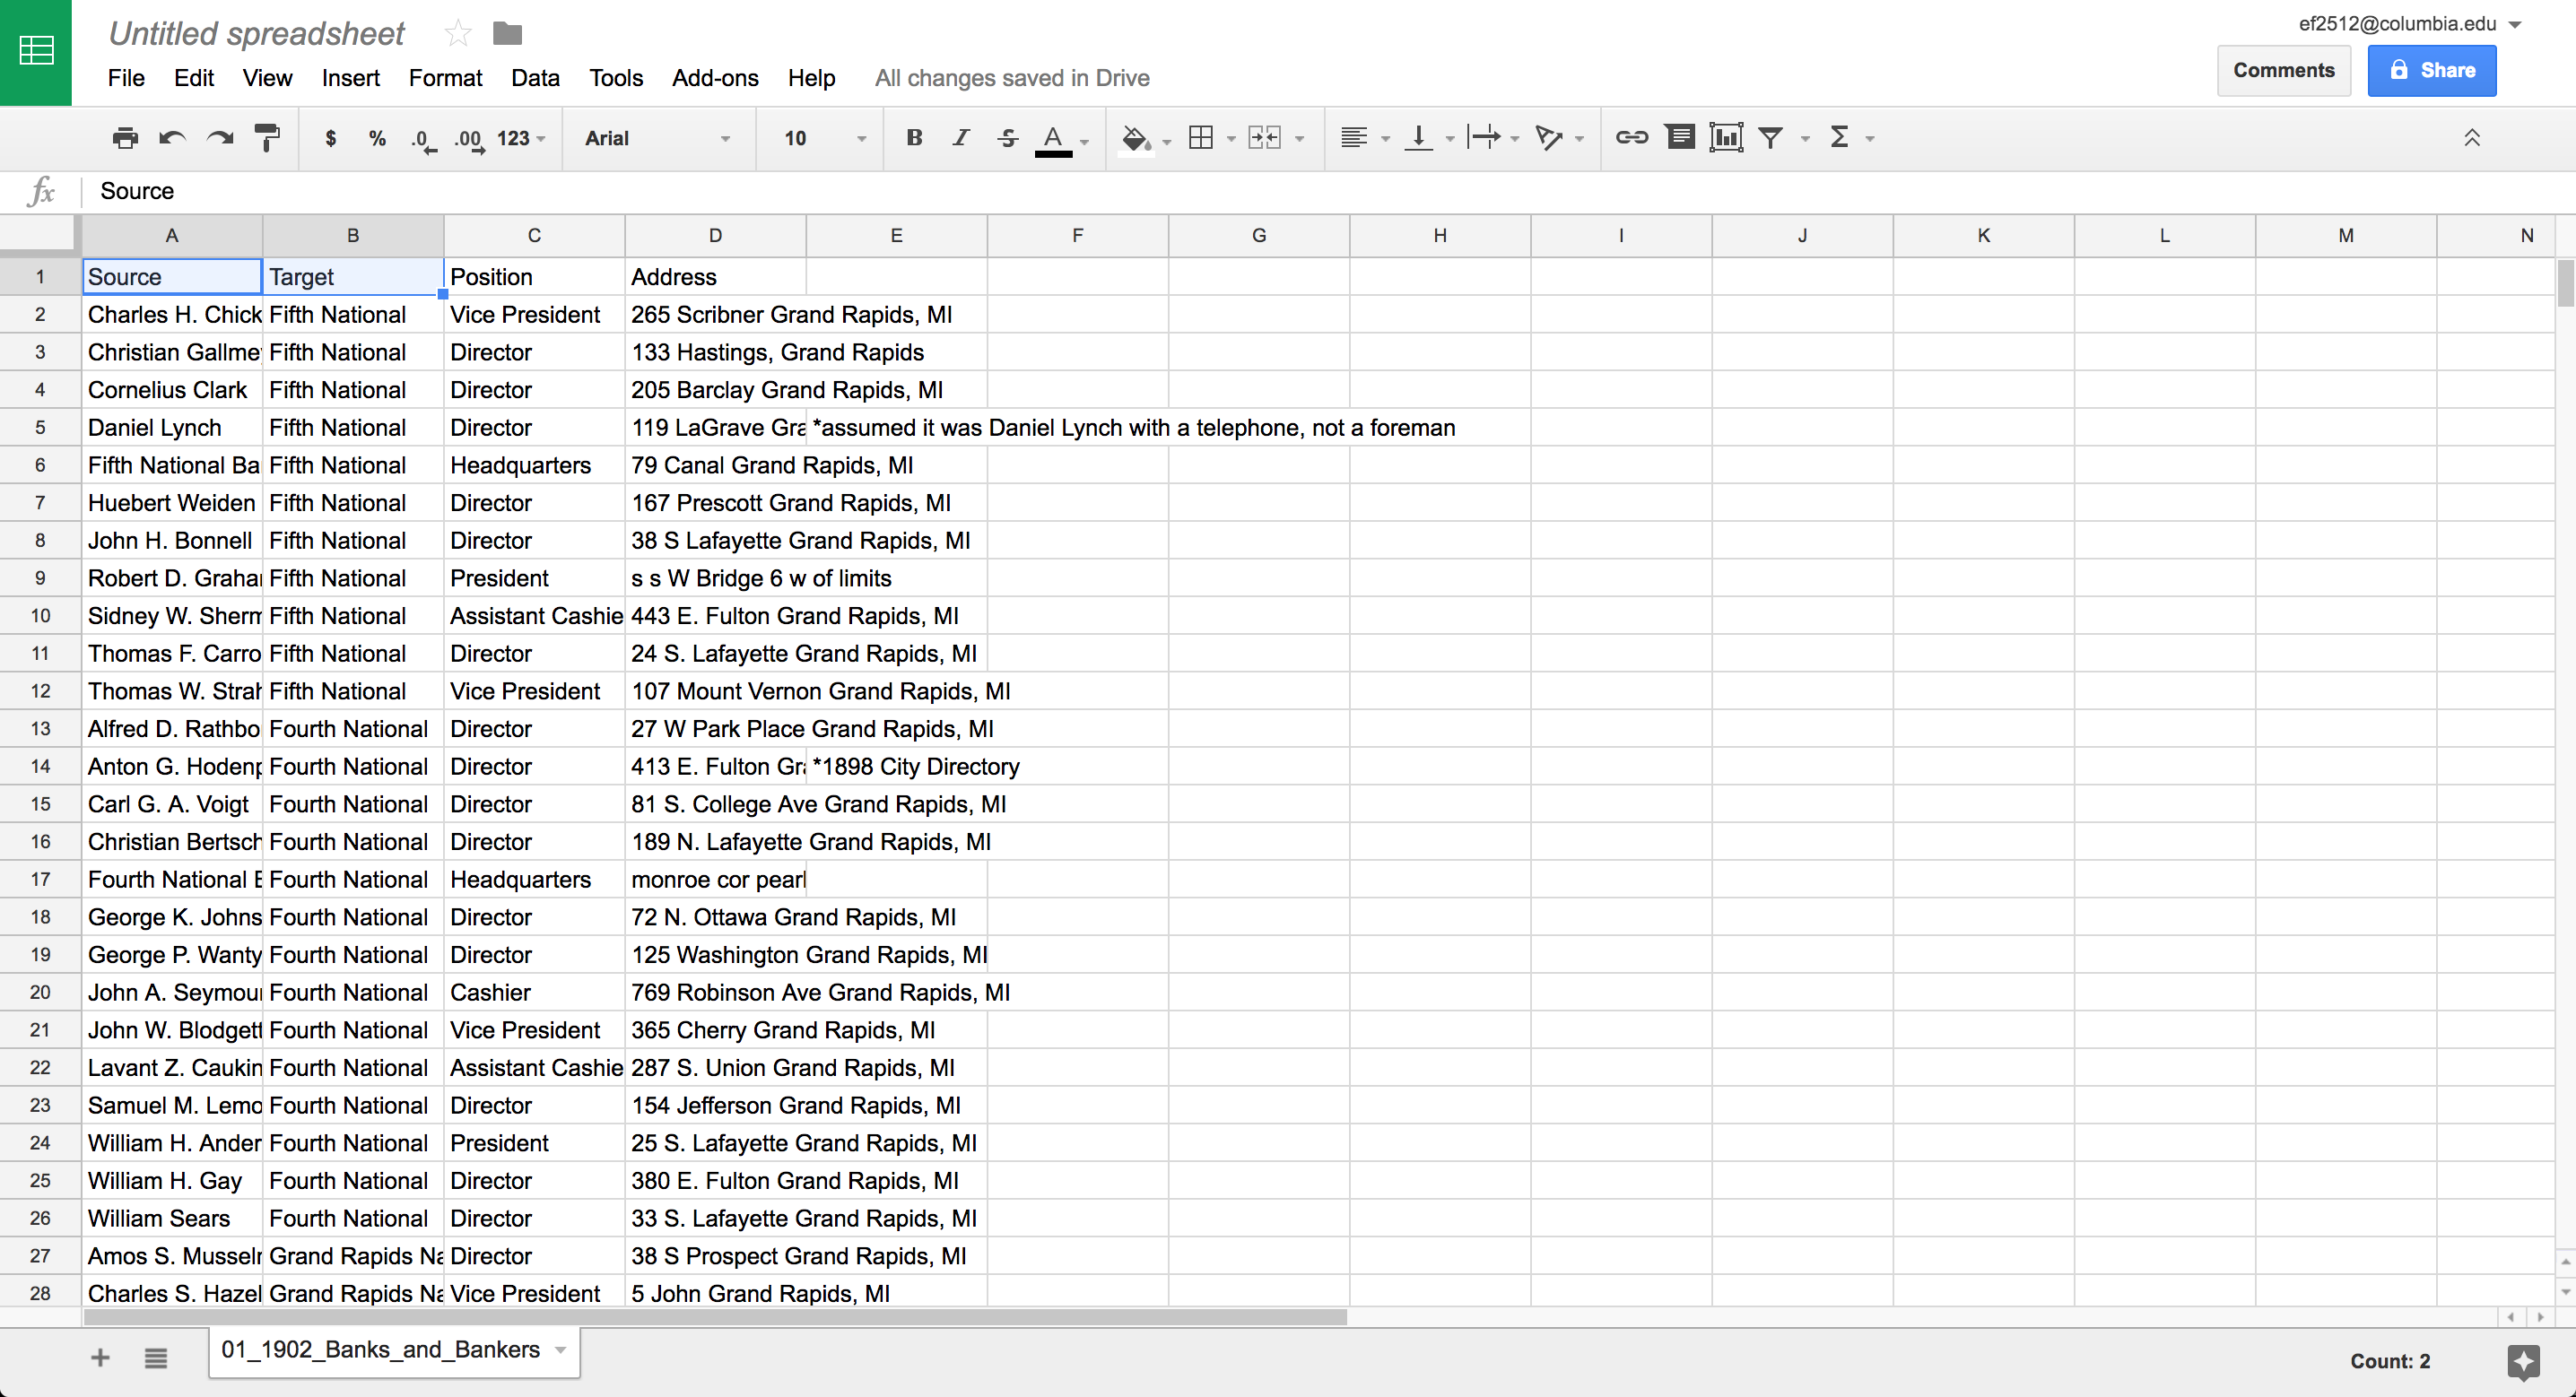 Untitled spreadsheet
ef2512@columbia.edu
File Edit View Insert Format Data Tools Add-ons Help All changes saved in Drive
Comments Share
$ % .0 .00 123 Arial 10 B I S A Σ
fx Source
A B C D E F G H I J K L M N
1 Source Target Position Address
2 Charles H. Chick Fifth National Vice President 265 Scribner Grand Rapids, MI
3 Christian Gallme Fifth National Director 133 Hastings, Grand Rapids
4 Cornelius Clark Fifth National Director 205 Barclay Grand Rapids, MI
5 Daniel Lynch Fifth National Director 119 LaGrave Gra *assumed it was Daniel Lynch with a telephone, not a foreman
6 Fifth National Ba Fifth National Headquarters 79 Canal Grand Rapids, MI
7 Huebert Weiden Fifth National Director 167 Prescott Grand Rapids, MI
8 John H. Bonnell Fifth National Director 38 S Lafayette Grand Rapids, MI
9 Robert D. Graha Fifth National President s s W Bridge 6 w of limits
10 Sidney W. Sherm Fifth National Assistant Cashie 443 E. Fulton Grand Rapids, MI
11 Thomas F. Carro Fifth National Director 24 S. Lafayette Grand Rapids, MI
12 Thomas W. Strah Fifth National Vice President 107 Mount Vernon Grand Rapids, MI
13 Alfred D. Rathbo Fourth National Director 27 W Park Place Grand Rapids, MI
14 Anton G. Hodenp Fourth National Director 413 E. Fulton Gra *1898 City Directory
15 Carl G. A. Voigt Fourth National Director 81 S. College Ave Grand Rapids, MI
16 Christian Bertsch Fourth National Director 189 N. Lafayette Grand Rapids, MI
17 Fourth National Fourth National Headquarters monroe cor pearl
18 George K. Johns Fourth National Director 72 N. Ottawa Grand Rapids, MI
19 George P. Wanty Fourth National Director 125 Washington Grand Rapids, MI
20 John A. Seymour Fourth National Cashier 769 Robinson Ave Grand Rapids, MI
21 John W. Blodgett Fourth National Vice President 365 Cherry Grand Rapids, MI
22 Lavant Z. Caukin Fourth National Assistant Cashie 287 S. Union Grand Rapids, MI
23 Samuel M. Lemo Fourth National Director 154 Jefferson Grand Rapids, MI
24 William H. Ander Fourth National President 25 S. Lafayette Grand Rapids, MI
25 William H. Gay Fourth National Director 380 E. Fulton Grand Rapids, MI
26 William Sears Fourth National Director 33 S. Lafayette Grand Rapids, MI
27 Amos S. Musselr Grand Rapids Na Director 38 S Prospect Grand Rapids, MI
28 Charles S. Hazel Grand Rapids Na Vice President 5 John Grand Rapids, MI
01_1902_Banks_and_Bankers
Count: 2